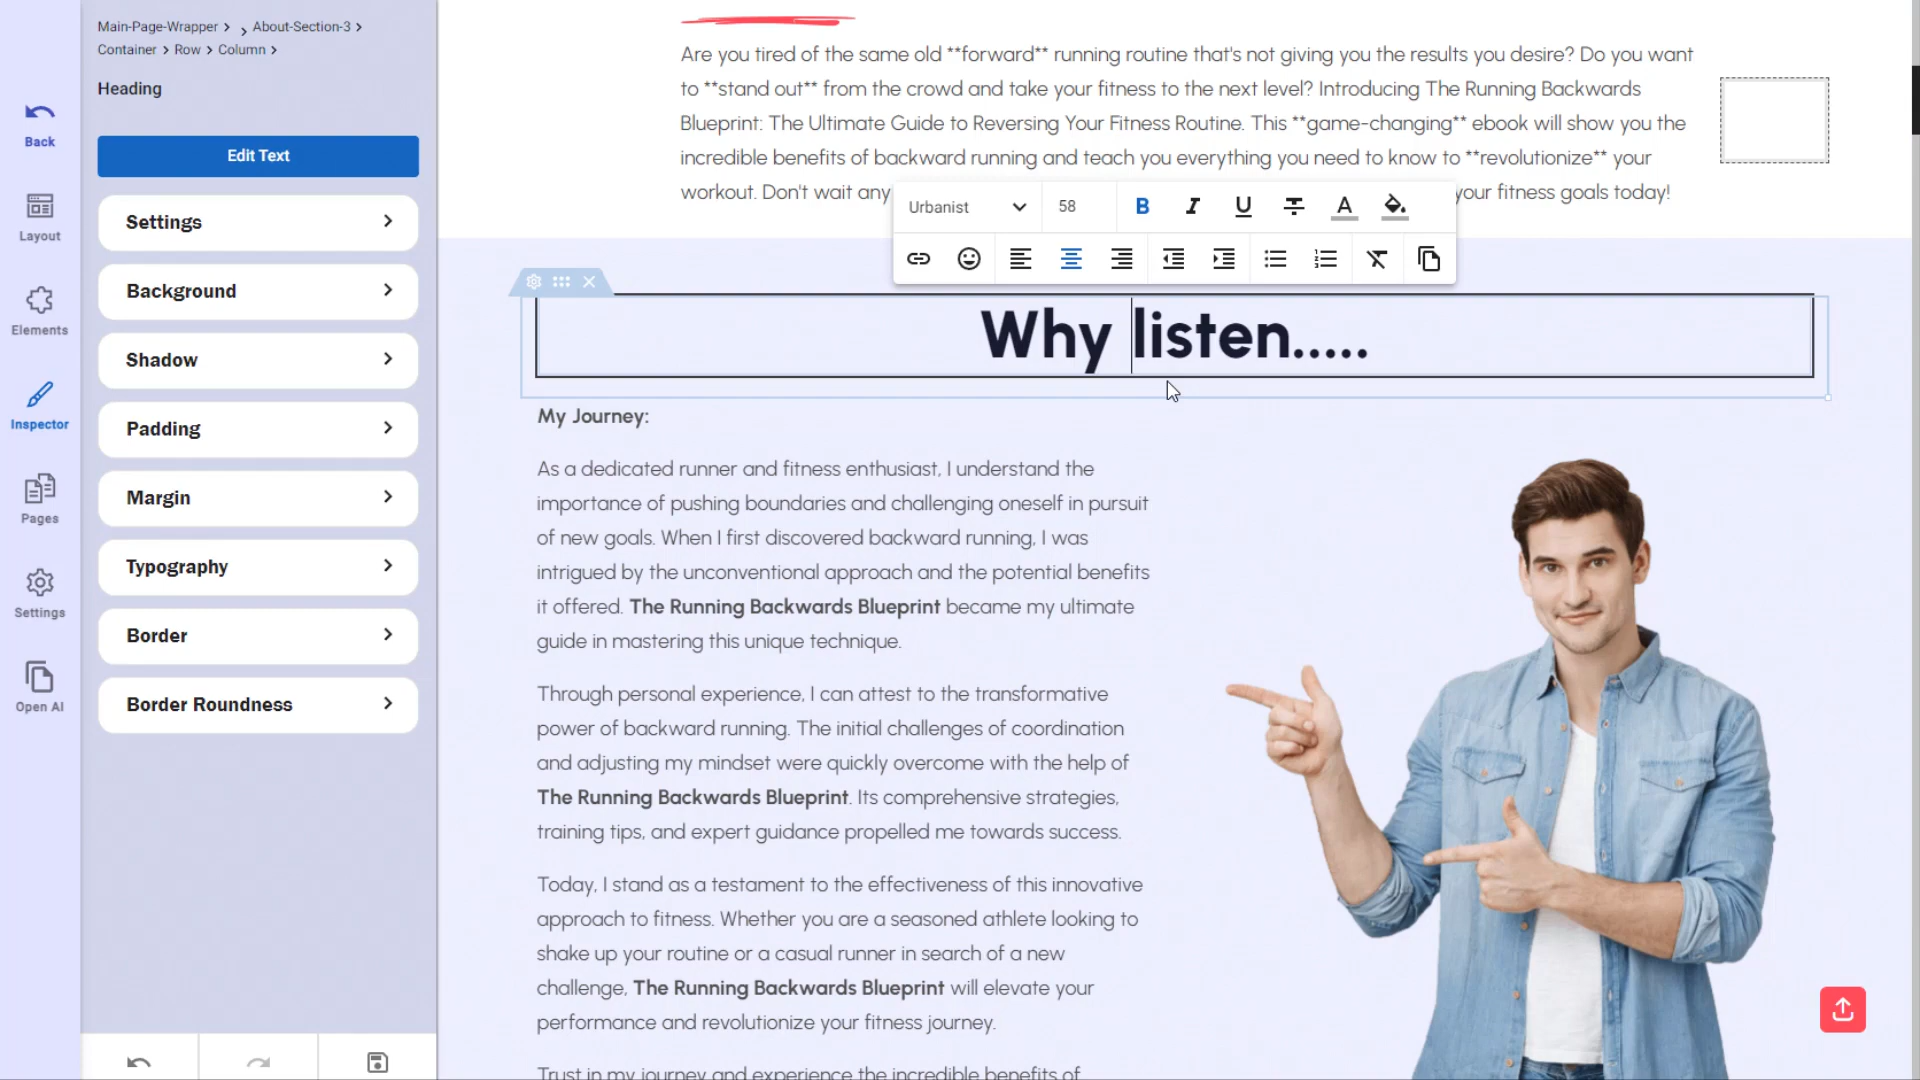 Main-Page-Wrapper > > About-Section-3 >
Container > Row > Column >
Heading
Edit Text
Settings
Background
Shadow
Padding
Margin
Typography
Border
Border Roundness
Back
Layout
Elements
Inspector
Pages
Settings
Open AI
Are you tired of the same old **forward** running routine that's not giving you the results you desire? Do you want
to **stand out** from the crowd and take your fitness to the next level? Introducing The Running Backwards
Blueprint: The Ultimate Guide to Reversing Your Fitness Routine. This **game-changing** ebook will show you the
incredible benefits of backward running and teach you everything you need to know to **revolutionize** your
workout. Don't wait any your fitness goals today!
Urbanist 58 B I U A
Why listen.....
My Journey:
As a dedicated runner and fitness enthusiast, I understand the
importance of pushing boundaries and challenging oneself in pursuit
of new goals. When I first discovered backward running, I was
intrigued by the unconventional approach and the potential benefits
it offered. The Running Backwards Blueprint became my ultimate
guide in mastering this unique technique.
Through personal experience, I can attest to the transformative
power of backward running. The initial challenges of coordination
and adjusting my mindset were quickly overcome with the help of
The Running Backwards Blueprint. Its comprehensive strategies,
training tips, and expert guidance propelled me towards success.
Today, I stand as a testament to the effectiveness of this innovative
approach to fitness. Whether you are a seasoned athlete looking to
shake up your routine or a casual runner in search of a new
challenge, The Running Backwards Blueprint will elevate your
performance and revolutionize your fitness journey.
Trust in my journey and experience the incredible benefits of